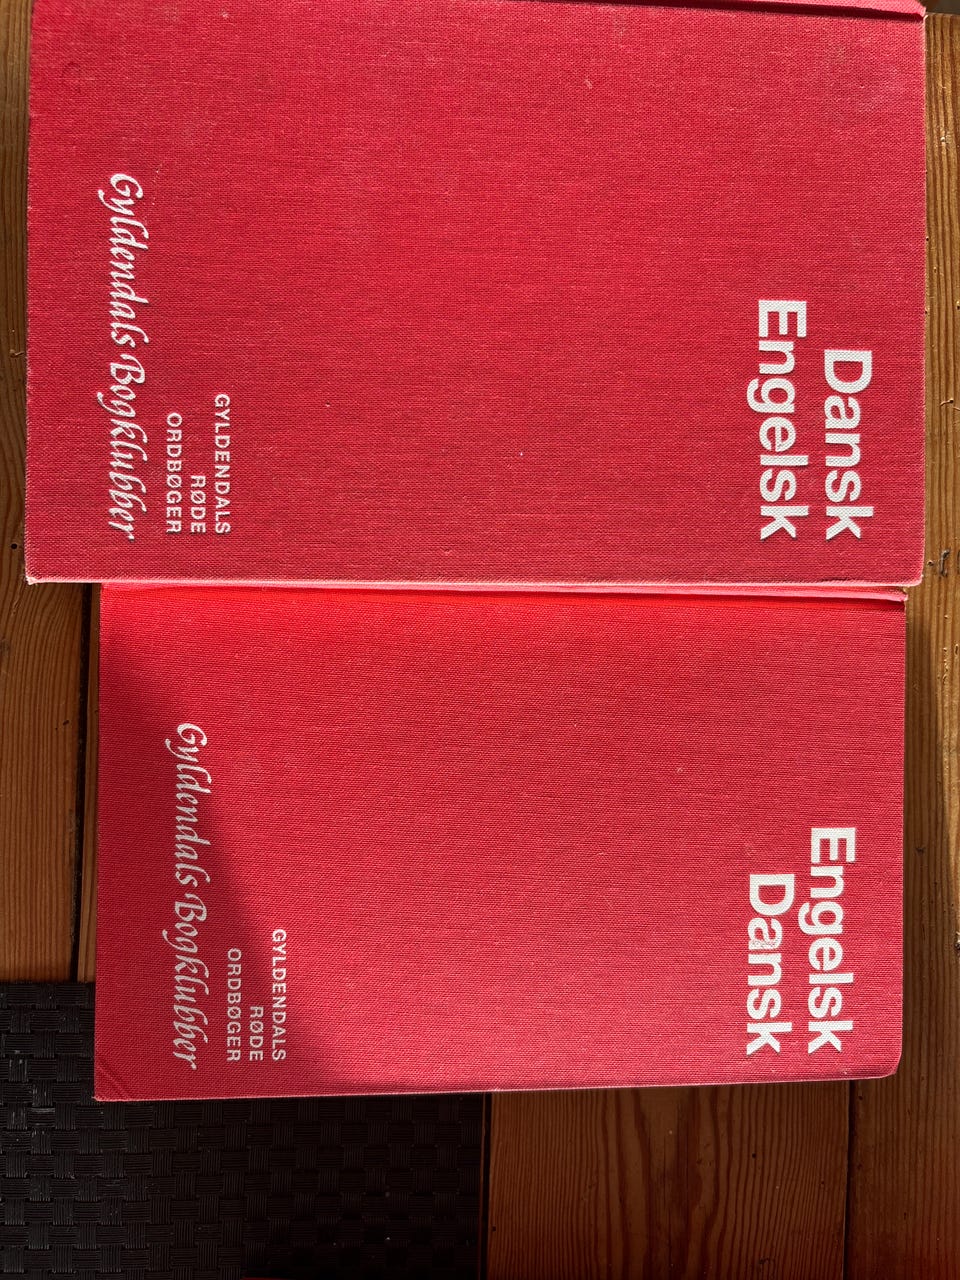 Dansk
Engelsk
GYLDENDALS
RØDE
ORDBØGER
Gyldendals Bogklubber
Engelsk
Dansk
GYLDENDALS
RØDE
ORDBØGER
Gyldendals Bogklubber